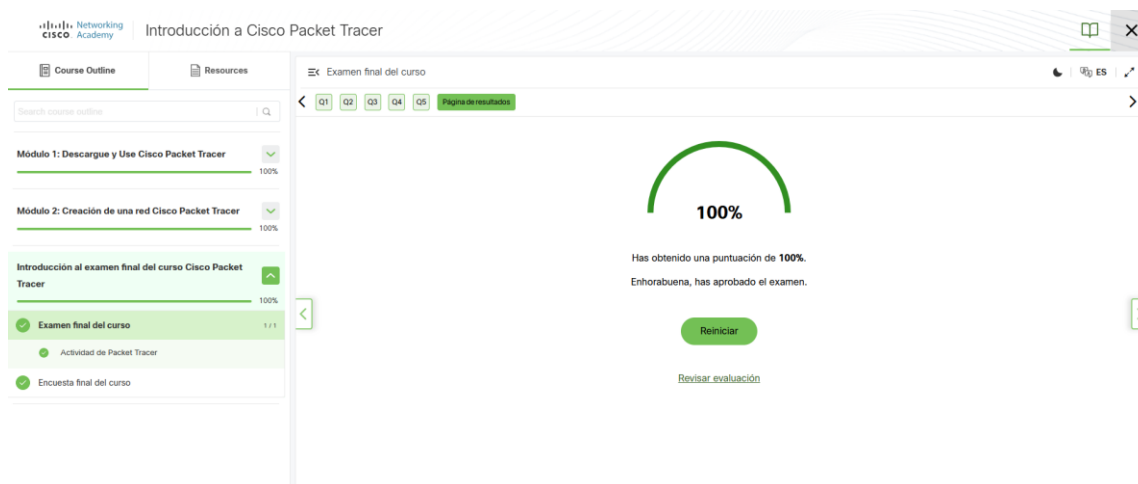 Networking
CISCO Academy
Introducción a Cisco Packet Tracer
Course Outline
Resources
Search course outline
Módulo 1: Descargue y Use Cisco Packet Tracer
100%
Módulo 2: Creación de una red Cisco Packet Tracer
100%
Introducción al examen final del curso Cisco Packet
Tracer
100%
Examen final del curso
1 / 1
Actividad de Packet Tracer
Encuesta final del curso
Examen final del curso
ES
Q1 Q2 Q3 Q4 Q5 Página de resultados
100%
Has obtenido una puntuación de 100%.
Enhorabuena, has aprobado el examen.
Reiniciar
Revisar evaluación